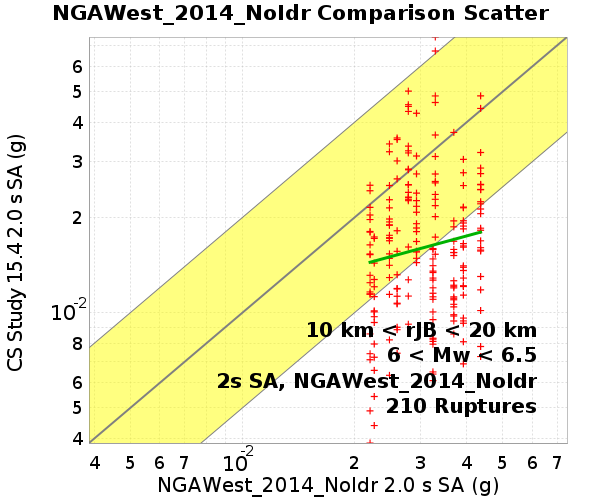 NGAWest_2014_NoIdr Comparison Scatter
CS Study 15.4 2.0 s SA (g)
6
5
4
3
2
10-2
8
6
5
4
10 km < rJB < 20 km
6 < Mw < 6.5
2s SA, NGAWest_2014_NoIdr
210 Ruptures
4 5 6 7 10-2 2 3 4 5 6 7
NGAWest_2014_NoIdr 2.0 s SA (g)